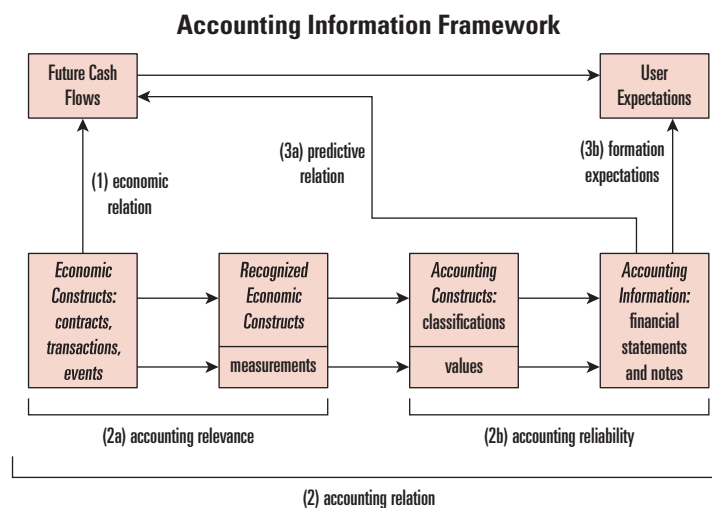 Accounting Information Framework
Future Cash
Flows
User
Expectations
(1) economic
relation
(3a) predictive
relation
(3b) formation
expectations
Economic
Constructs:
contracts,
transactions,
events
Recognized
Economic
Constructs
measurements
Accounting
Constructs:
classifications
values
Accounting
Information:
financial
statements
and notes
(2a) accounting relevance
(2b) accounting reliability
(2) accounting relation